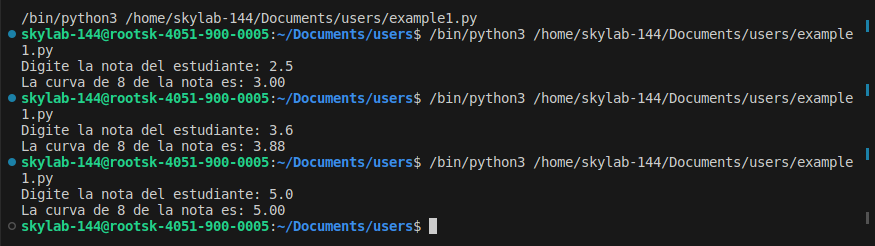 /bin/python3 /home/skylab-144/Documents/users/example1.py
skylab-144@rootsk-4051-900-0005:~/Documents/users$ /bin/python3 /home/skylab-144/Documents/users/example
1.py
Digite la nota del estudiante: 2.5
La curva de 8 de la nota es: 3.00
skylab-144@rootsk-4051-900-0005:~/Documents/users$ /bin/python3 /home/skylab-144/Documents/users/example
1.py
Digite la nota del estudiante: 3.6
La curva de 8 de la nota es: 3.88
skylab-144@rootsk-4051-900-0005:~/Documents/users$ /bin/python3 /home/skylab-144/Documents/users/example
1.py
Digite la nota del estudiante: 5.0
La curva de 8 de la nota es: 5.00
skylab-144@rootsk-4051-900-0005:~/Documents/users$